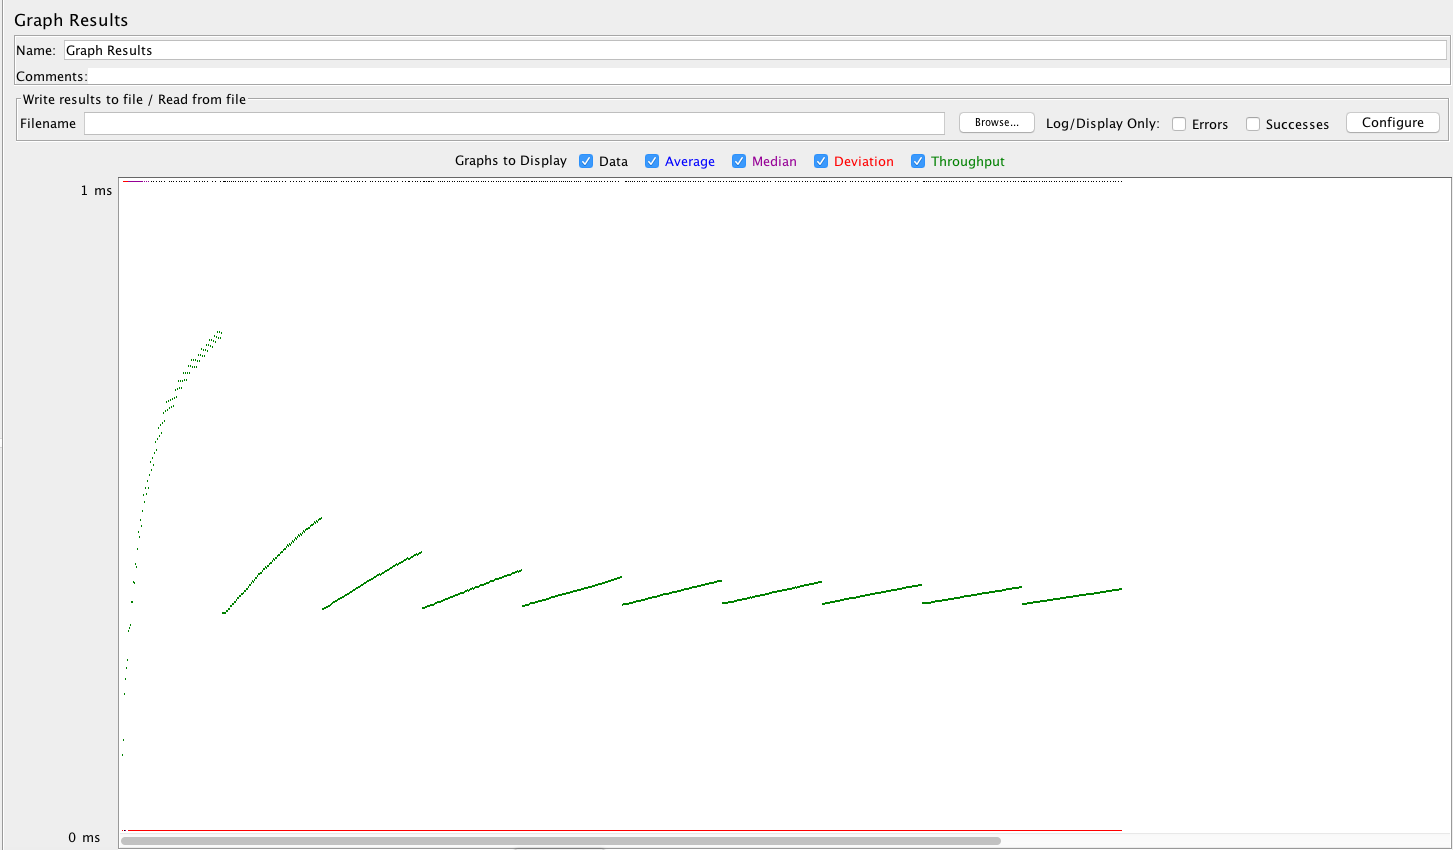 Graph Results
Name: Graph Results
Comments:
Write results to file / Read from file
Filename Browse... Log/Display Only: Errors Successes Configure
Graphs to Display Data Average Median Deviation Throughput
1 ms
0 ms